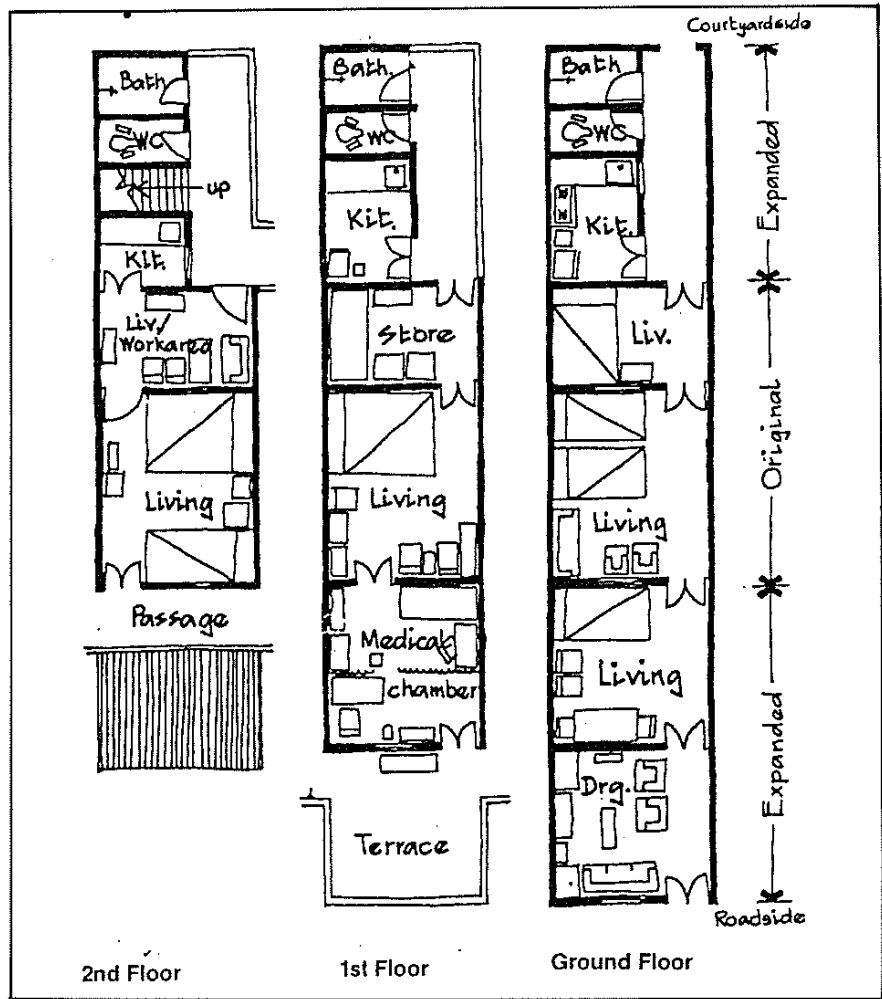 Courtyardside
Bath
WC
up
Kit.
Liv/
Workarea
Living
Passage
2nd Floor
Bath.
WC
Kit.
Store
Living
Medical
chamber
Terrace
1st Floor
Bath
WC
Kit.
Liv.
Living
Living
Drg.
Ground Floor
Expanded
Original
Expanded
Roadside